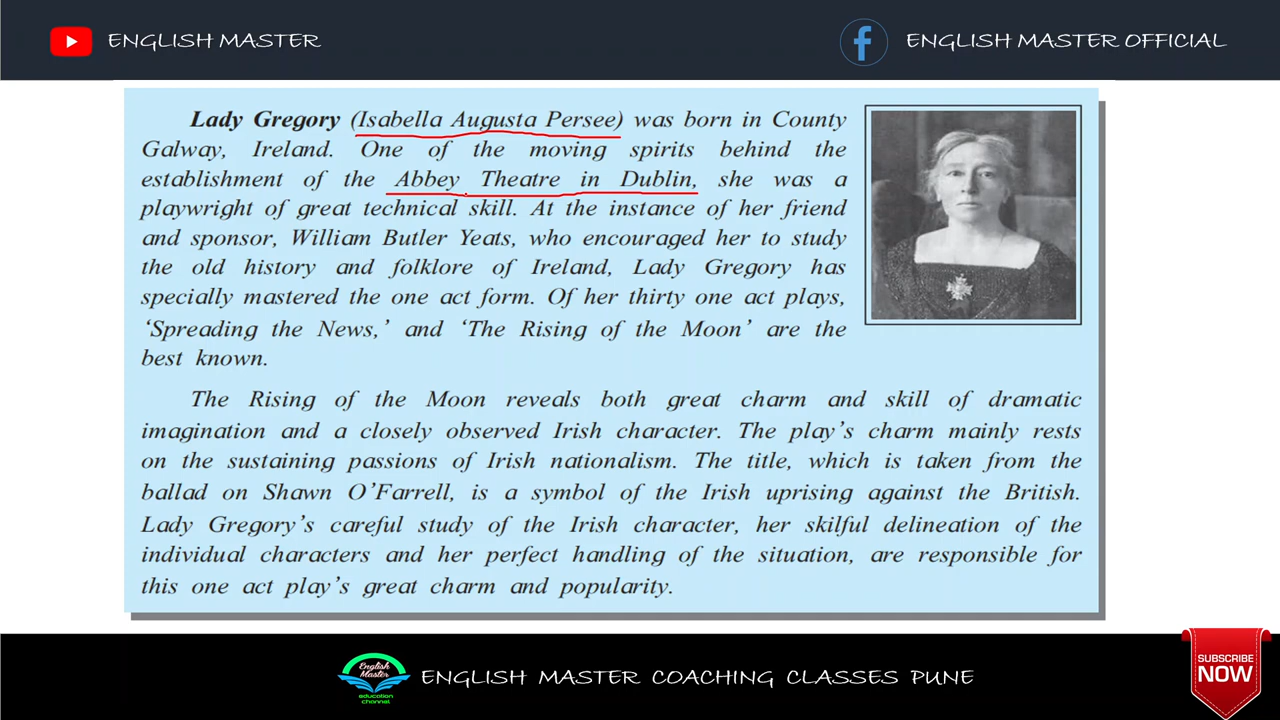 ENGLISH MASTER
ENGLISH MASTER OFFICIAL
Lady Gregory (Isabella Augusta Persee) was born in County
Galway, Ireland. One of the moving spirits behind the
establishment of the Abbey Theatre in Dublin, she was a
playwright of great technical skill. At the instance of her friend
and sponsor, William Butler Yeats, who encouraged her to study
the old history and folklore of Ireland, Lady Gregory has
specially mastered the one act form. Of her thirty one act plays,
‘Spreading the News,’ and ‘The Rising of the Moon’ are the
best known.
The Rising of the Moon reveals both great charm and skill of dramatic
imagination and a closely observed Irish character. The play’s charm mainly rests
on the sustaining passions of Irish nationalism. The title, which is taken from the
ballad on Shawn O’Farrell, is a symbol of the Irish uprising against the British.
Lady Gregory’s careful study of the Irish character, her skilful delineation of the
individual characters and her perfect handling of the situation, are responsible for
this one act play’s great charm and popularity.
English
Master
education
channel
ENGLISH MASTER COACHING CLASSES PUNE
SUBSCRIBE
NOW